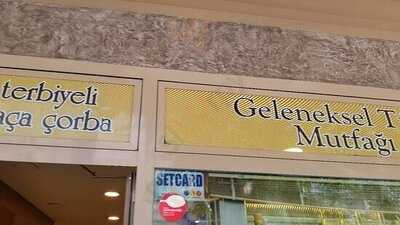 terbiyeli
aça çorba
Geleneksel T
Mutfağı
SETCARD